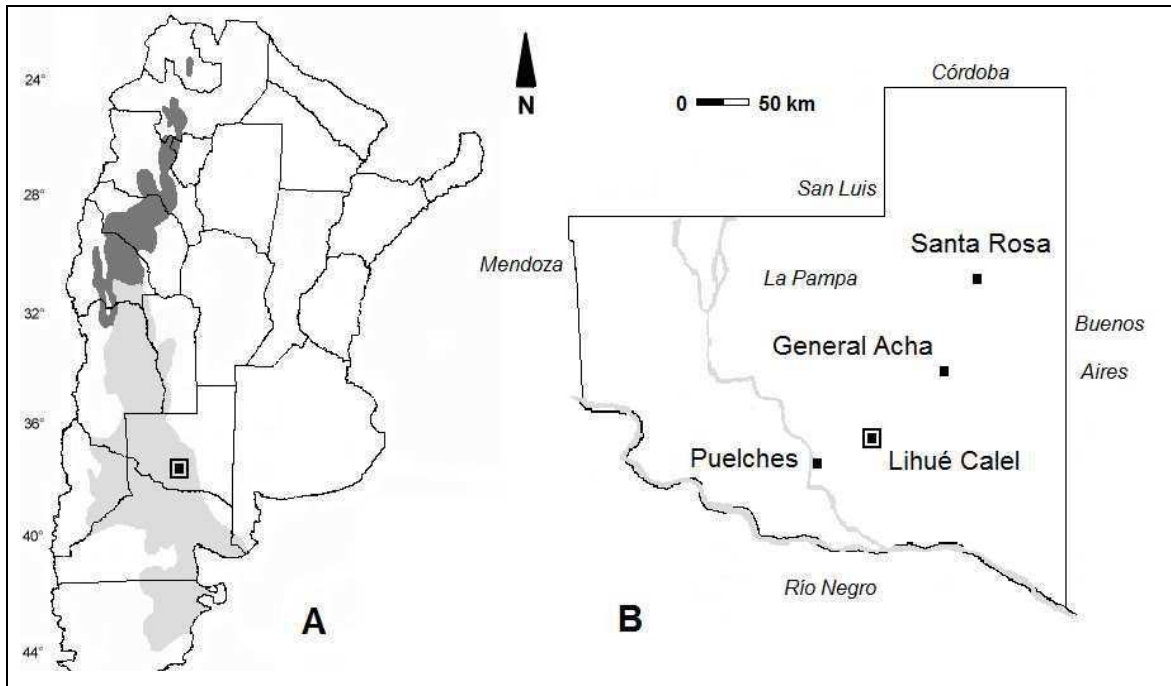 24°
28°
32°
36°
40°
44°
A
N
0 50 km
Córdoba
San Luis
Santa Rosa
Mendoza
La Pampa
Buenos
Aires
General Acha
Puelches
Lihué Calel
Río Negro
B